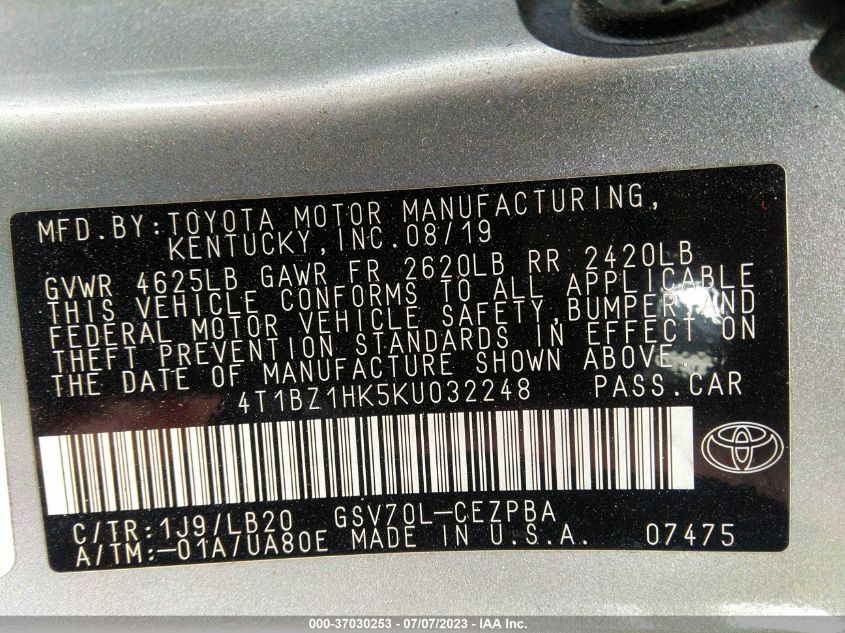 MFD.BY:TOYOTA MOTOR MANUFACTURING,
KENTUCKY,INC.08/19
GVWR 4625LB GAWR FR 2620LB RR 2420LB
THIS VEHICLE CONFORMS TO ALL APPLICABLE
FEDERAL MOTOR VEHICLE SAFETY,BUMPER,AND
THEFT PREVENTION STANDARDS IN EFFECT ON
THE DATE OF MANUFACTURE SHOWN ABOVE.
4T1BZ1HK5KU032248 PASS.CAR
C/TR:1J9/LB20 GSV70L-CEZPBA
A/TM:-01A/UA80E MADE IN U.S.A. 07475
000-37030253 — 07/07/2023 — IAA Inc.